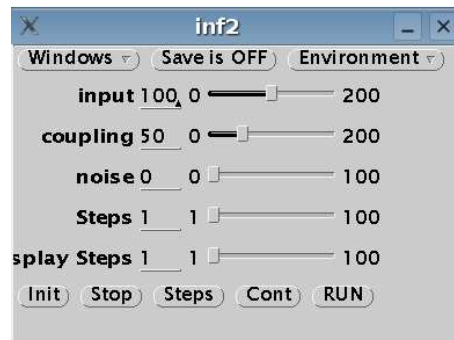 inf2
Windows Save is OFF Environment
input 100 0 200
coupling 50 0 200
noise 0 0 100
Steps 1 1 100
splay Steps 1 1 100
Init Stop Steps Cont RUN